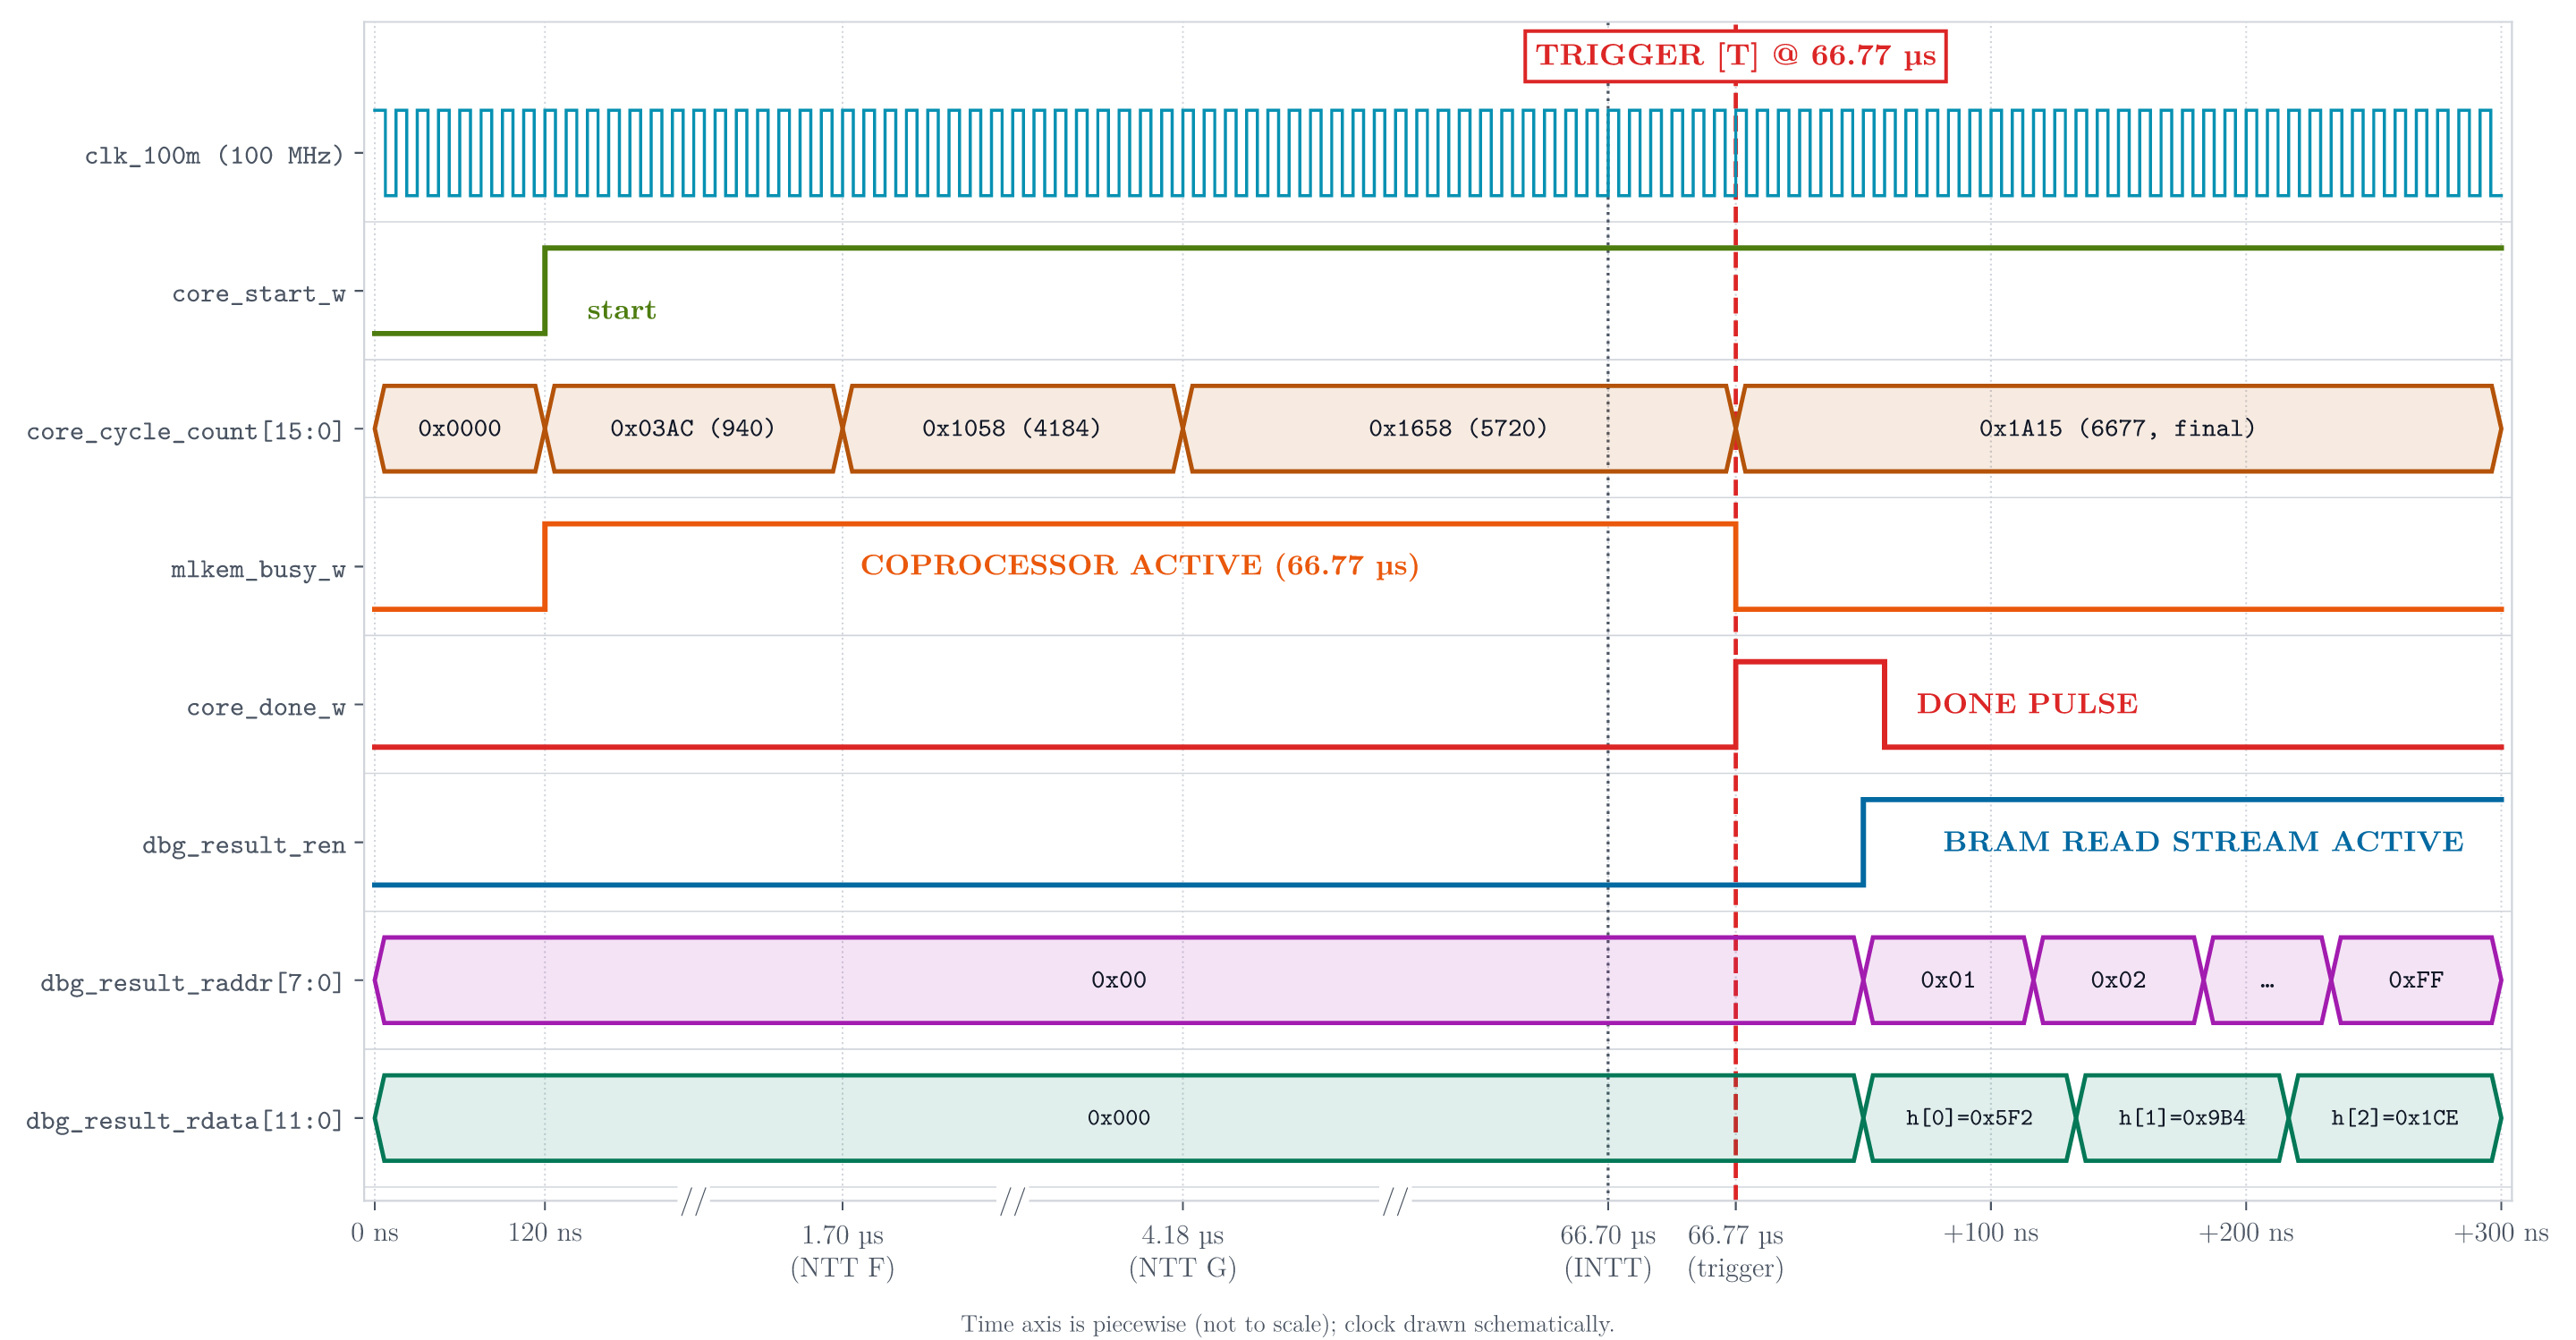 TRIGGER [T] @ 66.77 µs
clk_100m (100 MHz)
core_start_w
start
core_cycle_count[15:0]
0x0000
0x03AC (940)
0x1058 (4184)
0x1658 (5720)
0x1A15 (6677, final)
mlkem_busy_w
COPROCESSOR ACTIVE (66.77 µs)
core_done_w
DONE PULSE
dbg_result_ren
BRAM READ STREAM ACTIVE
dbg_result_raddr[7:0]
0x00
0x01
0x02
…
0xFF
dbg_result_rdata[11:0]
0x000
h[0]=0x5F2
h[1]=0x9B4
h[2]=0x1CE
0 ns
120 ns
1.70 µs
(NTT F)
4.18 µs
(NTT G)
66.70 µs
(INTT)
66.77 µs
(trigger)
+100 ns
+200 ns
+300 ns
Time axis is piecewise (not to scale); clock drawn schematically.